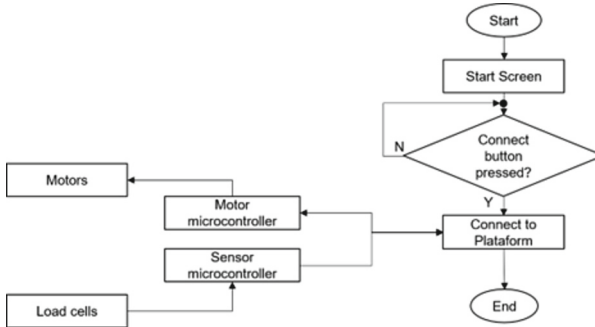 Start
Start Screen
Connect
button
pressed?
N
Y
Motors
Motor
microcontroller
Connect to
Plataform
Sensor
microcontroller
Load cells
End